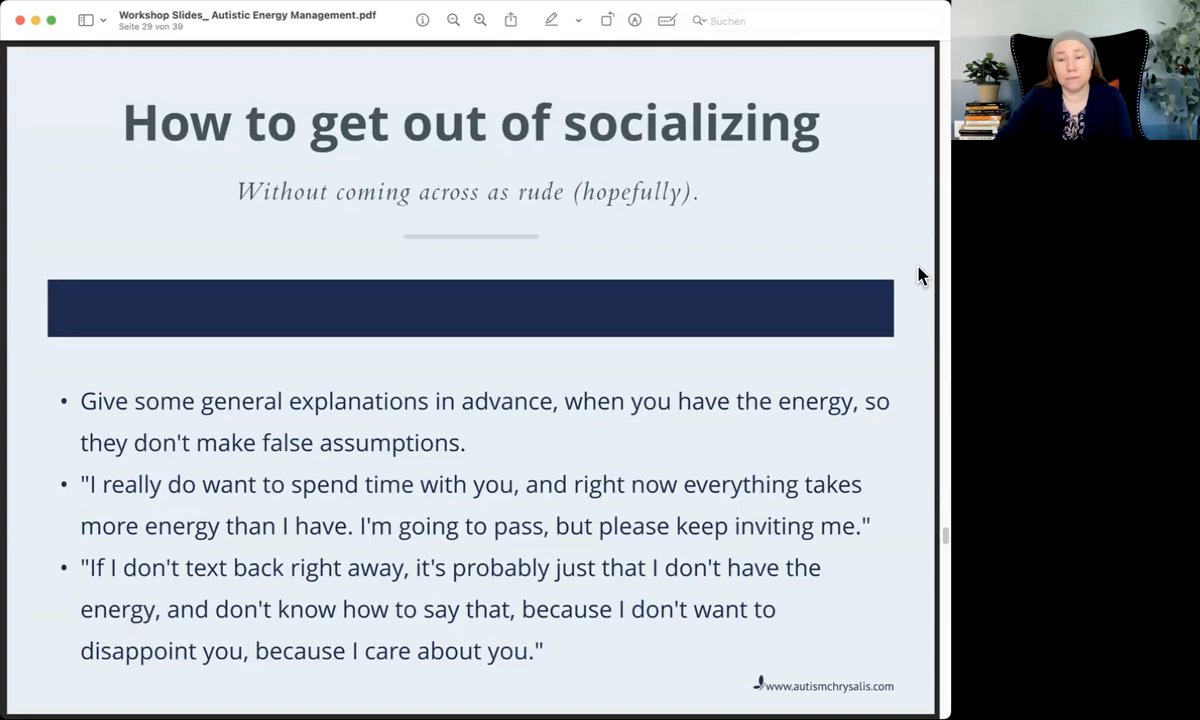 Workshop Slides_ Autistic Energy Management.pdf
Seite 29 von 39
Suchen
How to get out of socializing
Without coming across as rude (hopefully).
• Give some general explanations in advance, when you have the energy, so
they don't make false assumptions.
• "I really do want to spend time with you, and right now everything takes
more energy than I have. I'm going to pass, but please keep inviting me."
• "If I don't text back right away, it's probably just that I don't have the
energy, and don't know how to say that, because I don't want to
disappoint you, because I care about you."
www.autismchrysalis.com